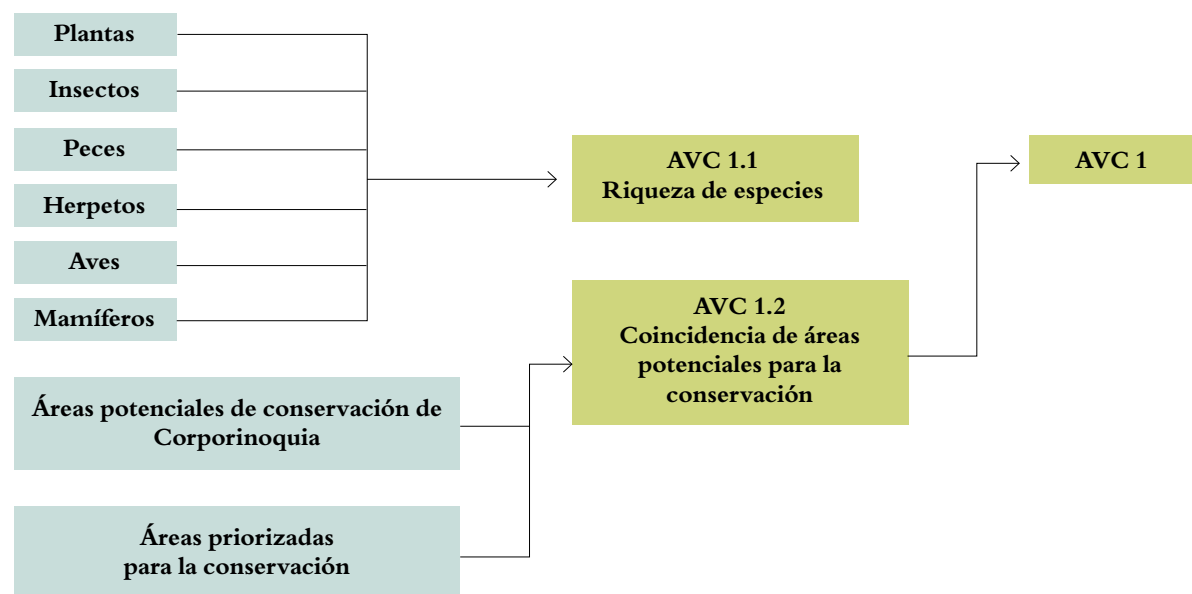 Plantas
Insectos
Peces
Herpetos
Aves
Mamíferos
Áreas potenciales de conservación de
Corporinoquia
Áreas priorizadas
para la conservación
AVC 1.1
Riqueza de especies
AVC 1.2
Coincidencia de áreas
potenciales para la
conservación
AVC 1